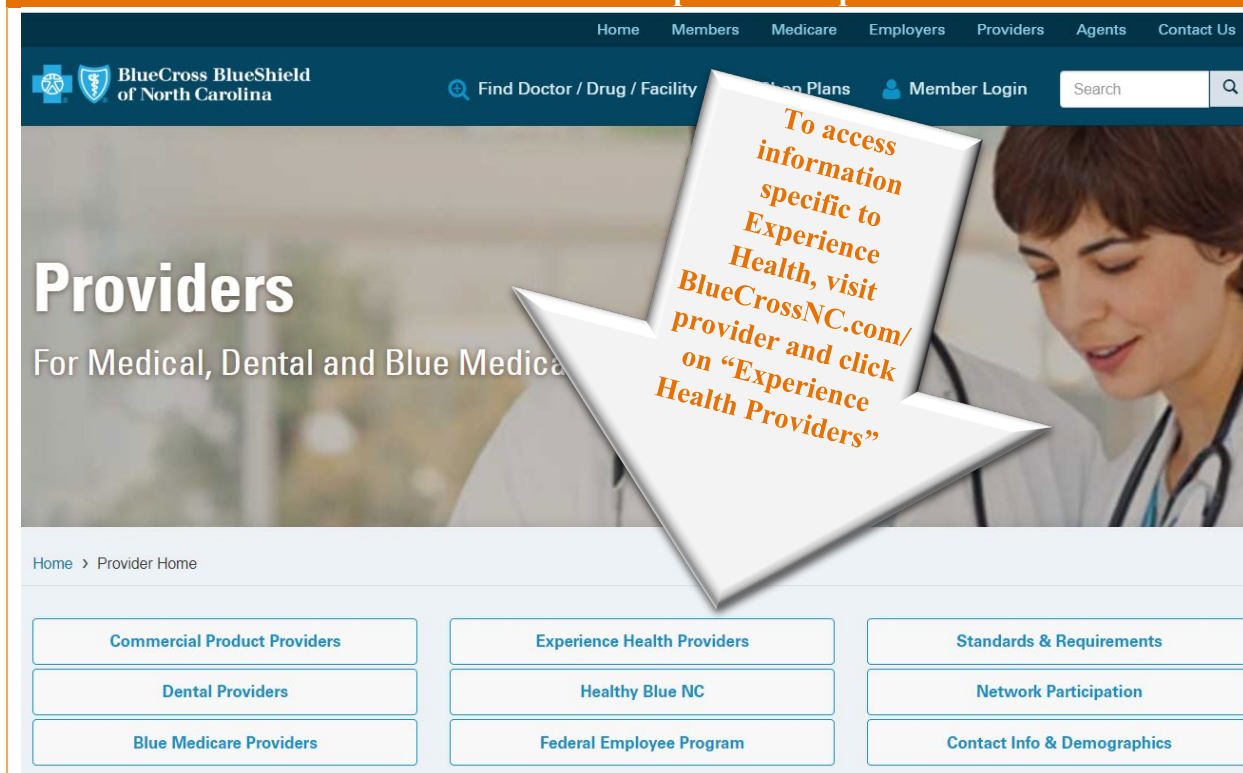 Home Members Medicare Employers Providers Agents Contact Us
BlueCross BlueShield
of North Carolina
Find Doctor / Drug / Facility Plans Member Login Search
To access
information
specific to
Experience
Health, visit
BlueCrossNC.com/
provider and click
on “Experience
Health Providers”
Providers
For Medical, Dental and Blue
Home > Provider Home
Commercial Product Providers Experience Health Providers Standards & Requirements
Dental Providers Healthy Blue NC Network Participation
Blue Medicare Providers Federal Employee Program Contact Info & Demographics